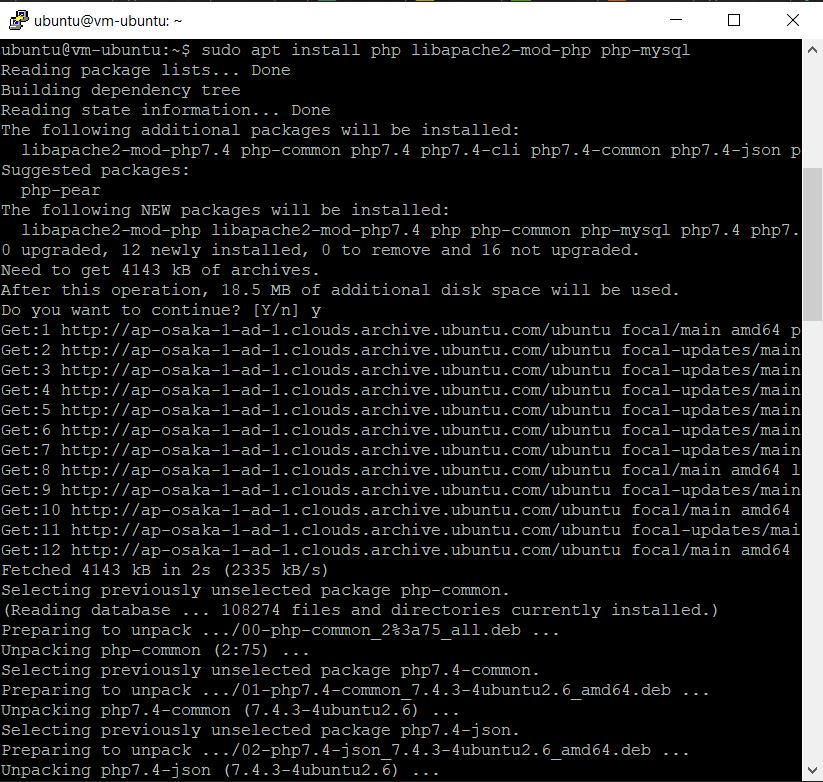 ubuntu@vm-ubuntu: ~
ubuntu@vm-ubuntu:~$ sudo apt install php libapache2-mod-php php-mysql
Reading package lists... Done
Building dependency tree
Reading state information... Done
The following additional packages will be installed:
  libapache2-mod-php7.4 php-common php7.4 php7.4-cli php7.4-common php7.4-json p
Suggested packages:
  php-pear
The following NEW packages will be installed:
  libapache2-mod-php libapache2-mod-php7.4 php php-common php-mysql php7.4 php7.
0 upgraded, 12 newly installed, 0 to remove and 16 not upgraded.
Need to get 4143 kB of archives.
After this operation, 18.5 MB of additional disk space will be used.
Do you want to continue? [Y/n] y
Get:1 http://ap-osaka-1-ad-1.clouds.archive.ubuntu.com/ubuntu focal/main amd64 p
Get:2 http://ap-osaka-1-ad-1.clouds.archive.ubuntu.com/ubuntu focal-updates/main
Get:3 http://ap-osaka-1-ad-1.clouds.archive.ubuntu.com/ubuntu focal-updates/main
Get:4 http://ap-osaka-1-ad-1.clouds.archive.ubuntu.com/ubuntu focal-updates/main
Get:5 http://ap-osaka-1-ad-1.clouds.archive.ubuntu.com/ubuntu focal-updates/main
Get:6 http://ap-osaka-1-ad-1.clouds.archive.ubuntu.com/ubuntu focal-updates/main
Get:7 http://ap-osaka-1-ad-1.clouds.archive.ubuntu.com/ubuntu focal-updates/main
Get:8 http://ap-osaka-1-ad-1.clouds.archive.ubuntu.com/ubuntu focal/main amd64 l
Get:9 http://ap-osaka-1-ad-1.clouds.archive.ubuntu.com/ubuntu focal-updates/main
Get:10 http://ap-osaka-1-ad-1.clouds.archive.ubuntu.com/ubuntu focal/main amd64
Get:11 http://ap-osaka-1-ad-1.clouds.archive.ubuntu.com/ubuntu focal-updates/mai
Get:12 http://ap-osaka-1-ad-1.clouds.archive.ubuntu.com/ubuntu focal/main amd64
Fetched 4143 kB in 2s (2335 kB/s)
Selecting previously unselected package php-common.
(Reading database ... 108274 files and directories currently installed.)
Preparing to unpack .../00-php-common_2%3a75_all.deb ...
Unpacking php-common (2:75) ...
Selecting previously unselected package php7.4-common.
Preparing to unpack .../01-php7.4-common_7.4.3-4ubuntu2.6_amd64.deb ...
Unpacking php7.4-common (7.4.3-4ubuntu2.6) ...
Selecting previously unselected package php7.4-json.
Preparing to unpack .../02-php7.4-json_7.4.3-4ubuntu2.6_amd64.deb ...
Unpacking php7.4-json (7.4.3-4ubuntu2.6) ...